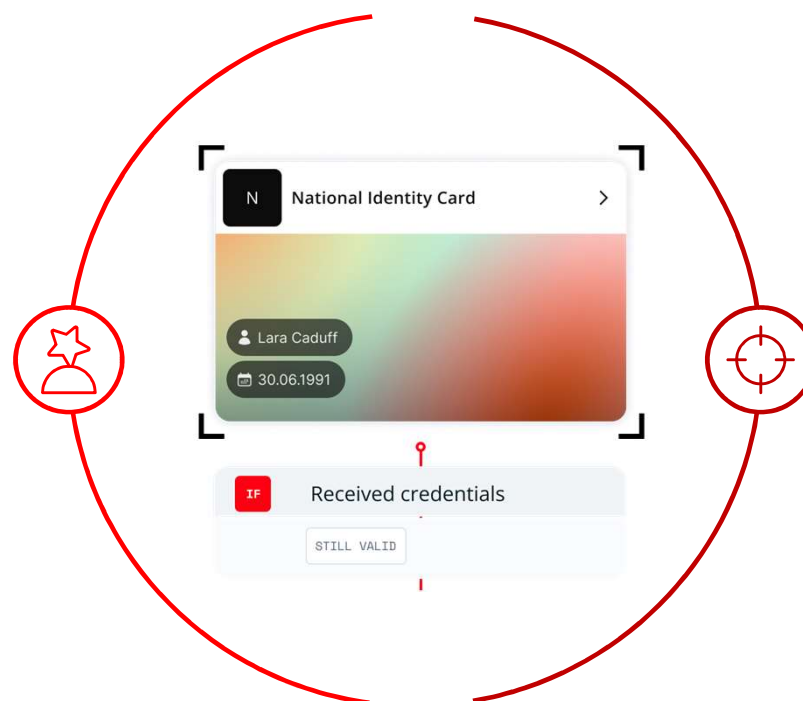 N National Identity Card
Lara Caduff
30.06.1991
IF Received credentials
STILL VALID